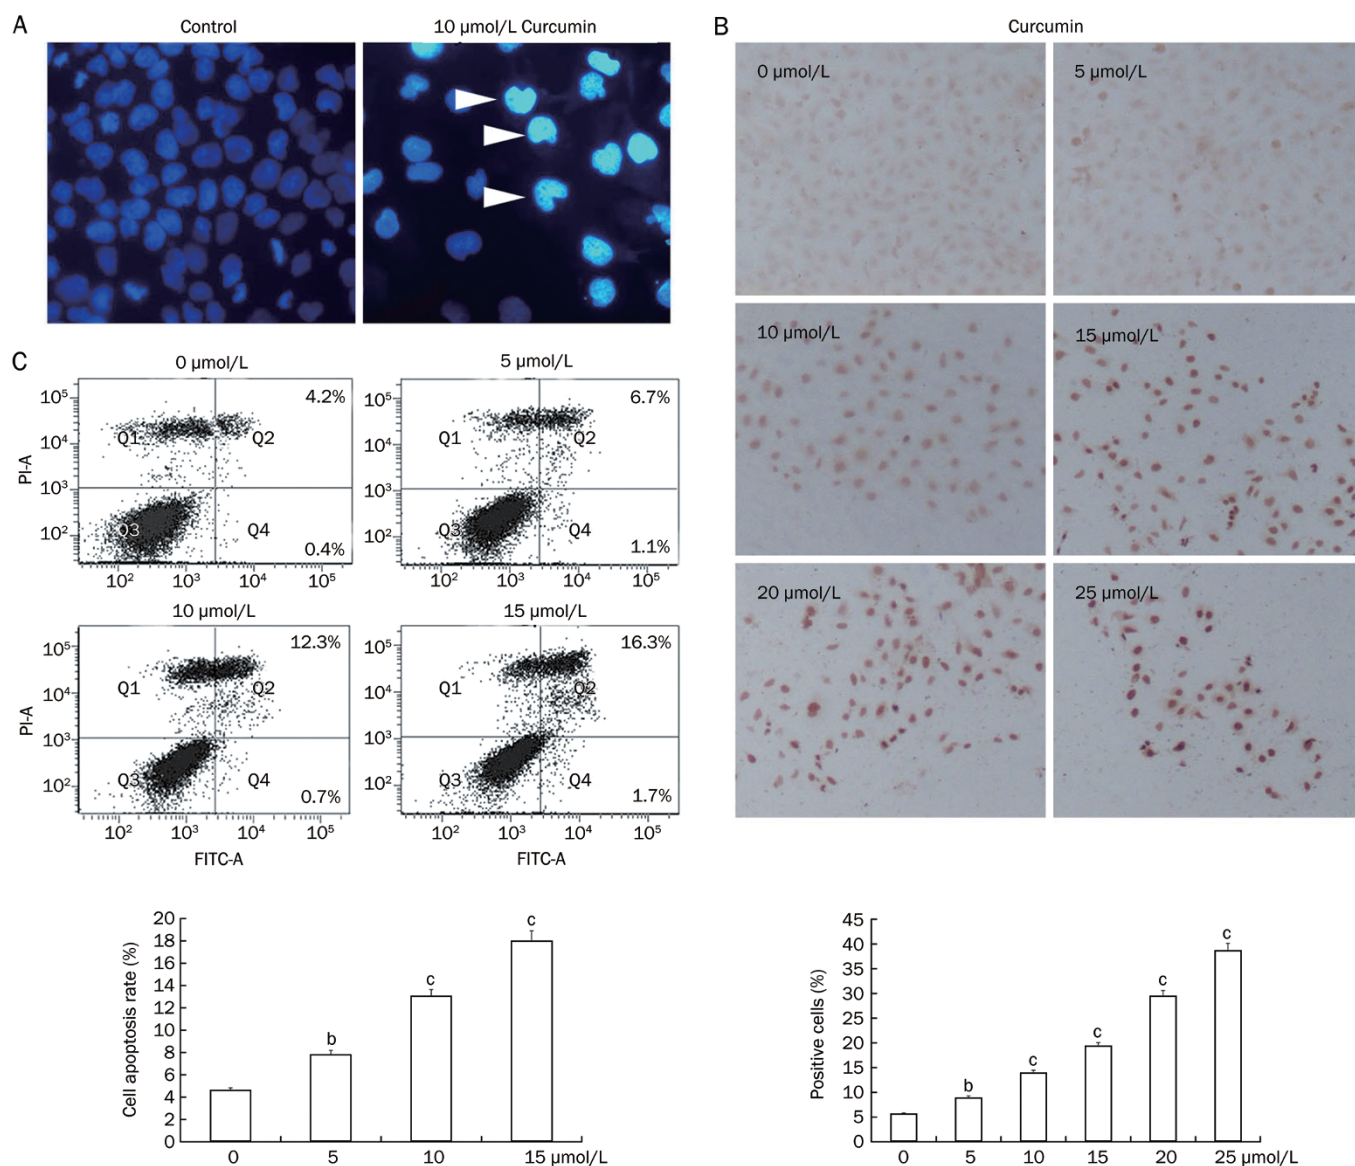 A
Control
10 µmol/L Curcumin
B
Curcumin
0 µmol/L
5 µmol/L
10 µmol/L
15 µmol/L
20 µmol/L
25 µmol/L
C
0 µmol/L
5 µmol/L
PI-A
10⁵
10⁴
10³
10²
Q1
Q2
Q3
Q4
4.2%
0.4%
10² 10³ 10⁴ 10⁵
10⁵
10⁴
10³
10²
Q1
Q2
Q3
Q4
6.7%
1.1%
10² 10³ 10⁴ 10⁵
10 µmol/L
15 µmol/L
PI-A
10⁵
10⁴
10³
10²
Q1
Q2
Q3
Q4
12.3%
0.7%
10² 10³ 10⁴ 10⁵
FITC-A
10⁵
10⁴
10³
10²
Q1
Q2
Q3
Q4
16.3%
1.7%
10² 10³ 10⁴ 10⁵
FITC-A
Cell apoptosis rate (%)
20
18
16
14
12
10
8
6
4
2
0
b
c
c
0 5 10 15 µmol/L
Positive cells (%)
45
40
35
30
25
20
15
10
5
0
b
c
c
c
c
0 5 10 15 20 25 µmol/L